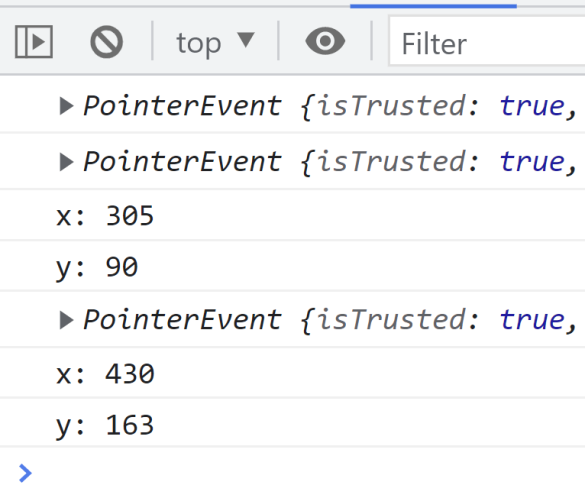 top Filter
PointerEvent {isTrusted: true,
PointerEvent {isTrusted: true,
x: 305
y: 90
PointerEvent {isTrusted: true,
x: 430
y: 163